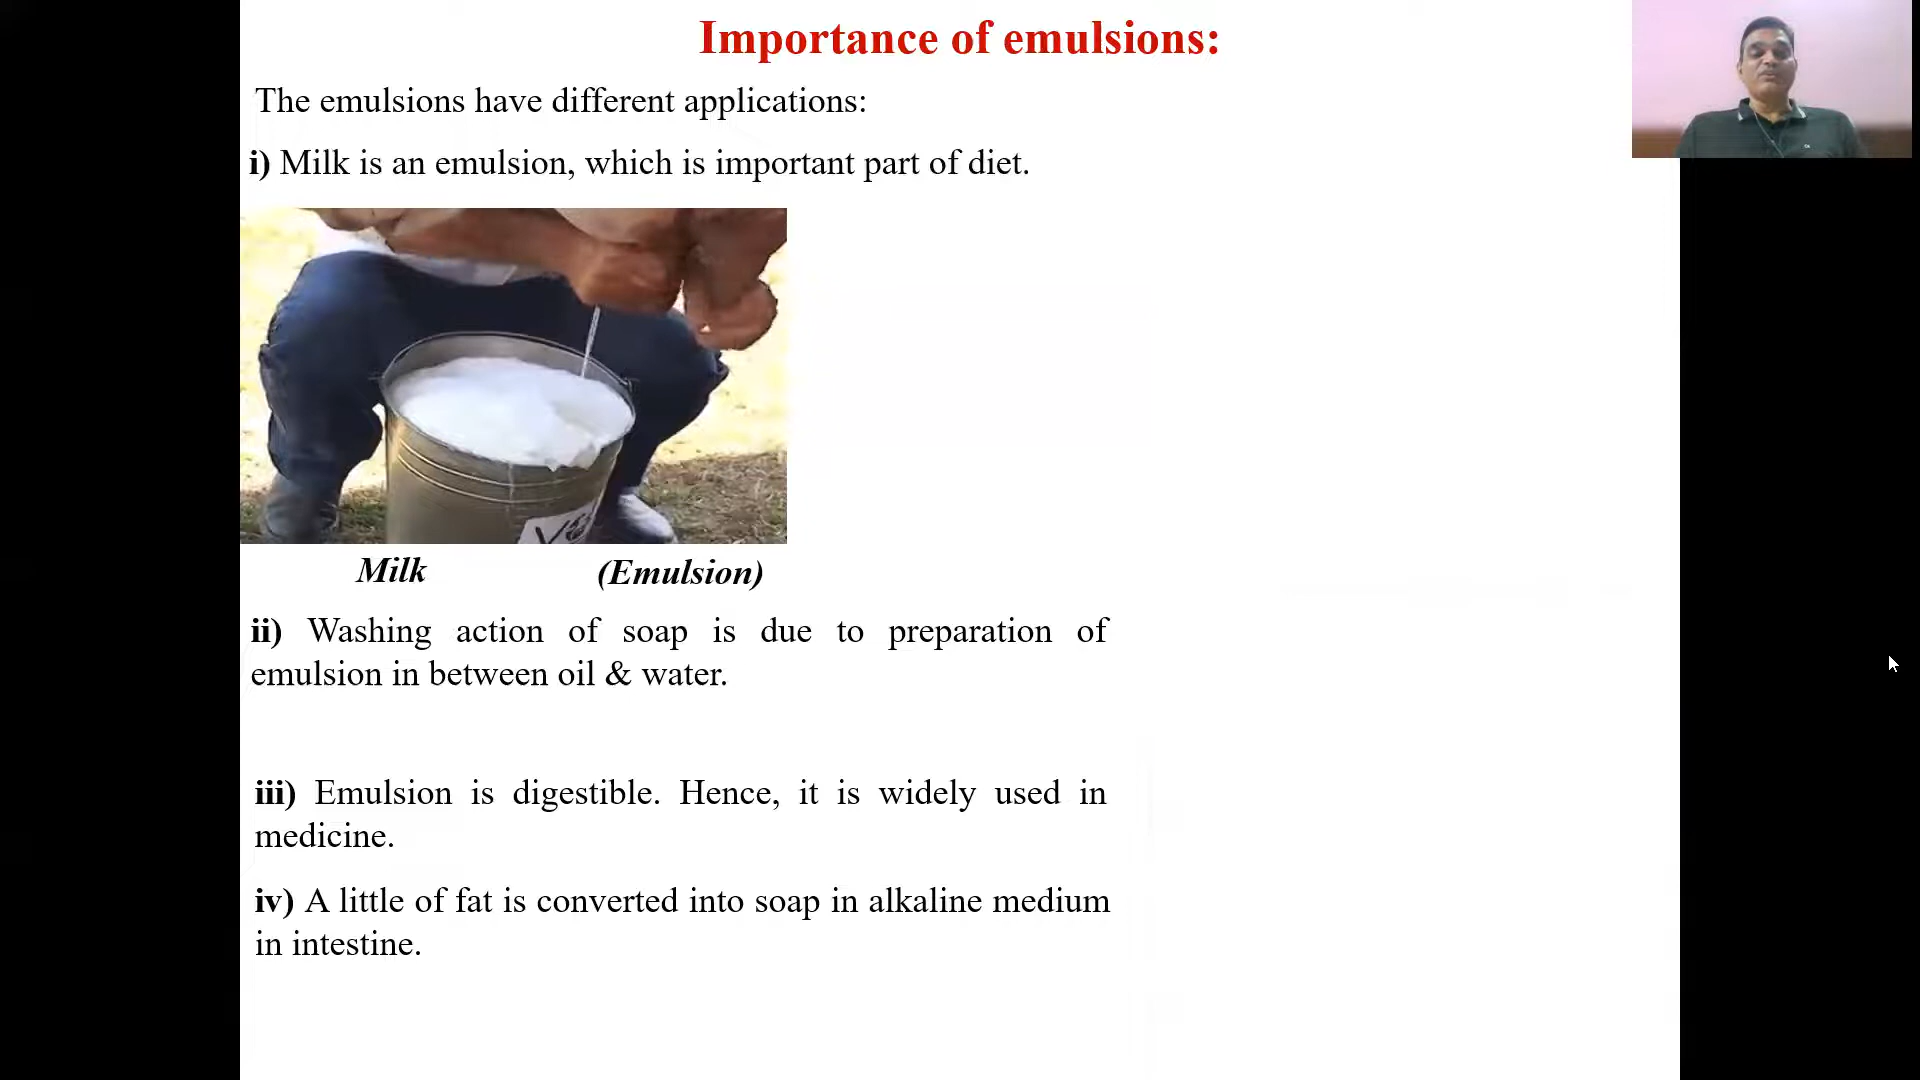 Importance of emulsions:
The emulsions have different applications:
i) Milk is an emulsion, which is important part of diet.
Milk (Emulsion)
ii) Washing action of soap is due to preparation of
emulsion in between oil & water.
iii) Emulsion is digestible. Hence, it is widely used in
medicine.
iv) A little of fat is converted into soap in alkaline medium
in intestine.